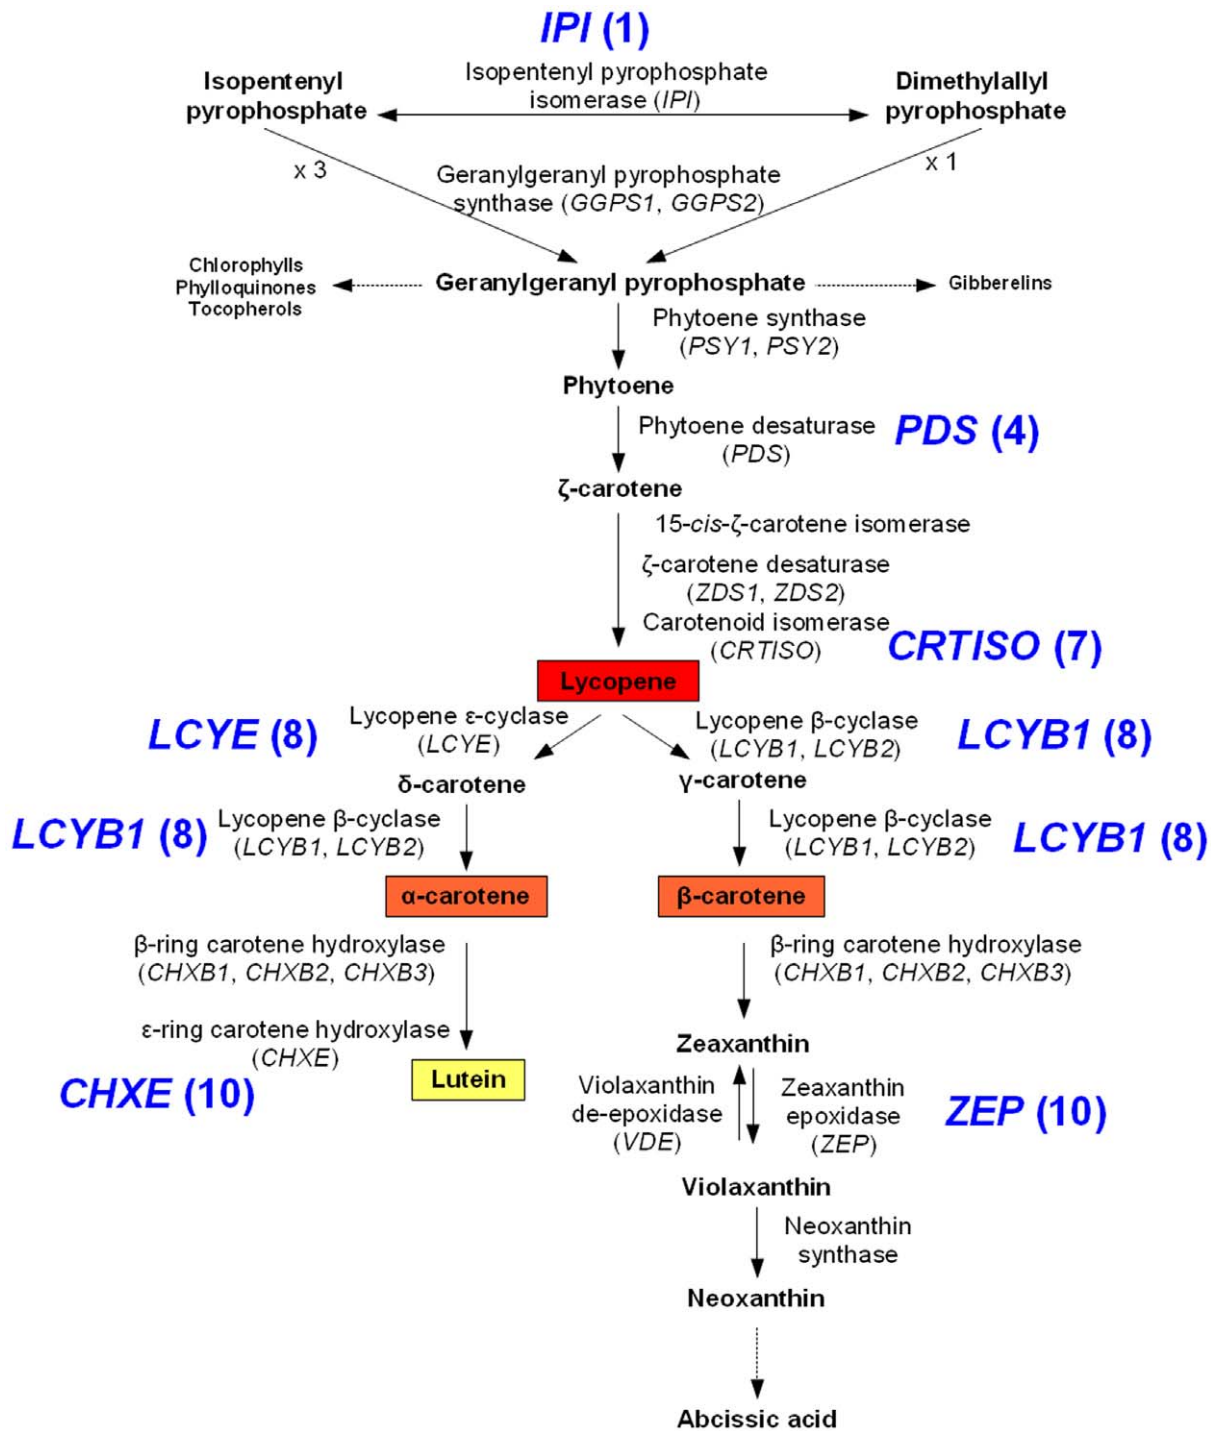 IPI (1)
Isopentenyl
pyrophosphate
Isopentenyl pyrophosphate
isomerase (IPI)
Dimethylallyl
pyrophosphate
x 3
Geranylgeranyl pyrophosphate
synthase (GGPS1, GGPS2)
x 1
Chlorophylls
Phylloquinones
Tocopherols
Geranylgeranyl pyrophosphate
Gibberelins
Phytoene synthase
(PSY1, PSY2)
Phytoene
Phytoene desaturase
(PDS)
PDS (4)
ζ-carotene
15-cis-ζ-carotene isomerase
ζ-carotene desaturase
(ZDS1, ZDS2)
Carotenoid isomerase
(CRTISO)
CRTISO (7)
Lycopene
LCYE (8)
Lycopene ε-cyclase
(LCYE)
Lycopene β-cyclase
(LCYB1, LCYB2)
LCYB1 (8)
δ-carotene
γ-carotene
LCYB1 (8)
Lycopene β-cyclase
(LCYB1, LCYB2)
Lycopene β-cyclase
(LCYB1, LCYB2)
LCYB1 (8)
α-carotene
β-carotene
β-ring carotene hydroxylase
(CHXB1, CHXB2, CHXB3)
β-ring carotene hydroxylase
(CHXB1, CHXB2, CHXB3)
ε-ring carotene hydroxylase
(CHXE)
CHXE (10)
Lutein
Zeaxanthin
Violaxanthin
de-epoxidase
(VDE)
Zeaxanthin
epoxidase
(ZEP)
ZEP (10)
Violaxanthin
Neoxanthin
synthase
Neoxanthin
Abcissic acid